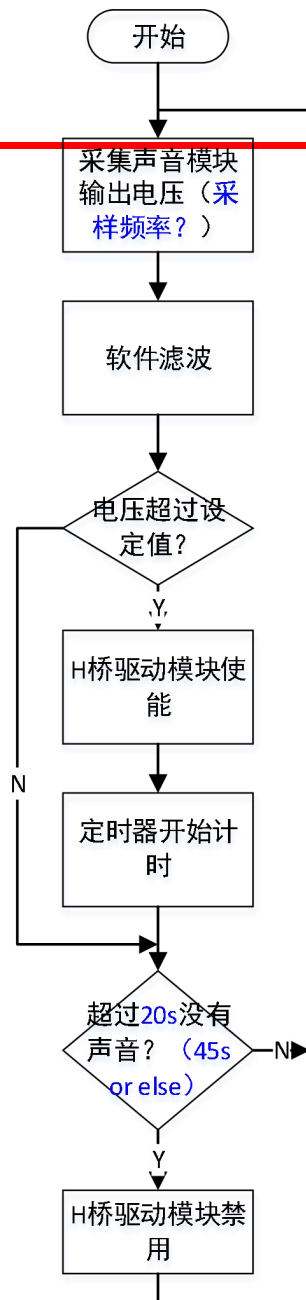 开始
采集声音模块
输出电压（采
样频率？）
软件滤波
电压超过设
定值？
Y
H桥驱动模块使
能
N
定时器开始计
时
超过20s没有
声音？（45s
or else）
N
Y
H桥驱动模块禁
用